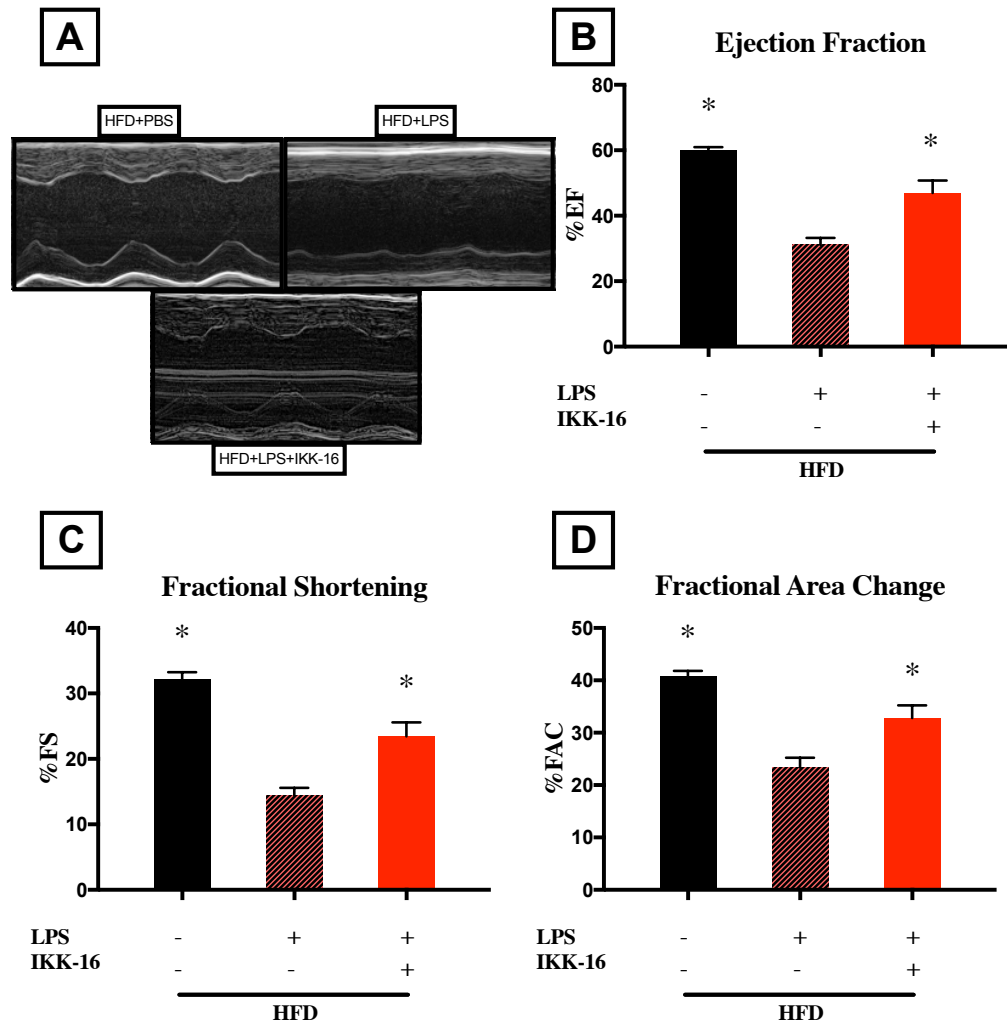 A
HFD+PBS
HFD+LPS
HFD+LPS+IKK-16
B
Ejection Fraction
%EF
80
60
40
20
0
*
*
LPS - + +
IKK-16 - - +
HFD
C
Fractional Shortening
%FS
40
30
20
10
0
*
*
LPS - + +
IKK-16 - - +
HFD
D
Fractional Area Change
%FAC
50
40
30
20
10
0
*
*
LPS - + +
IKK-16 - - +
HFD